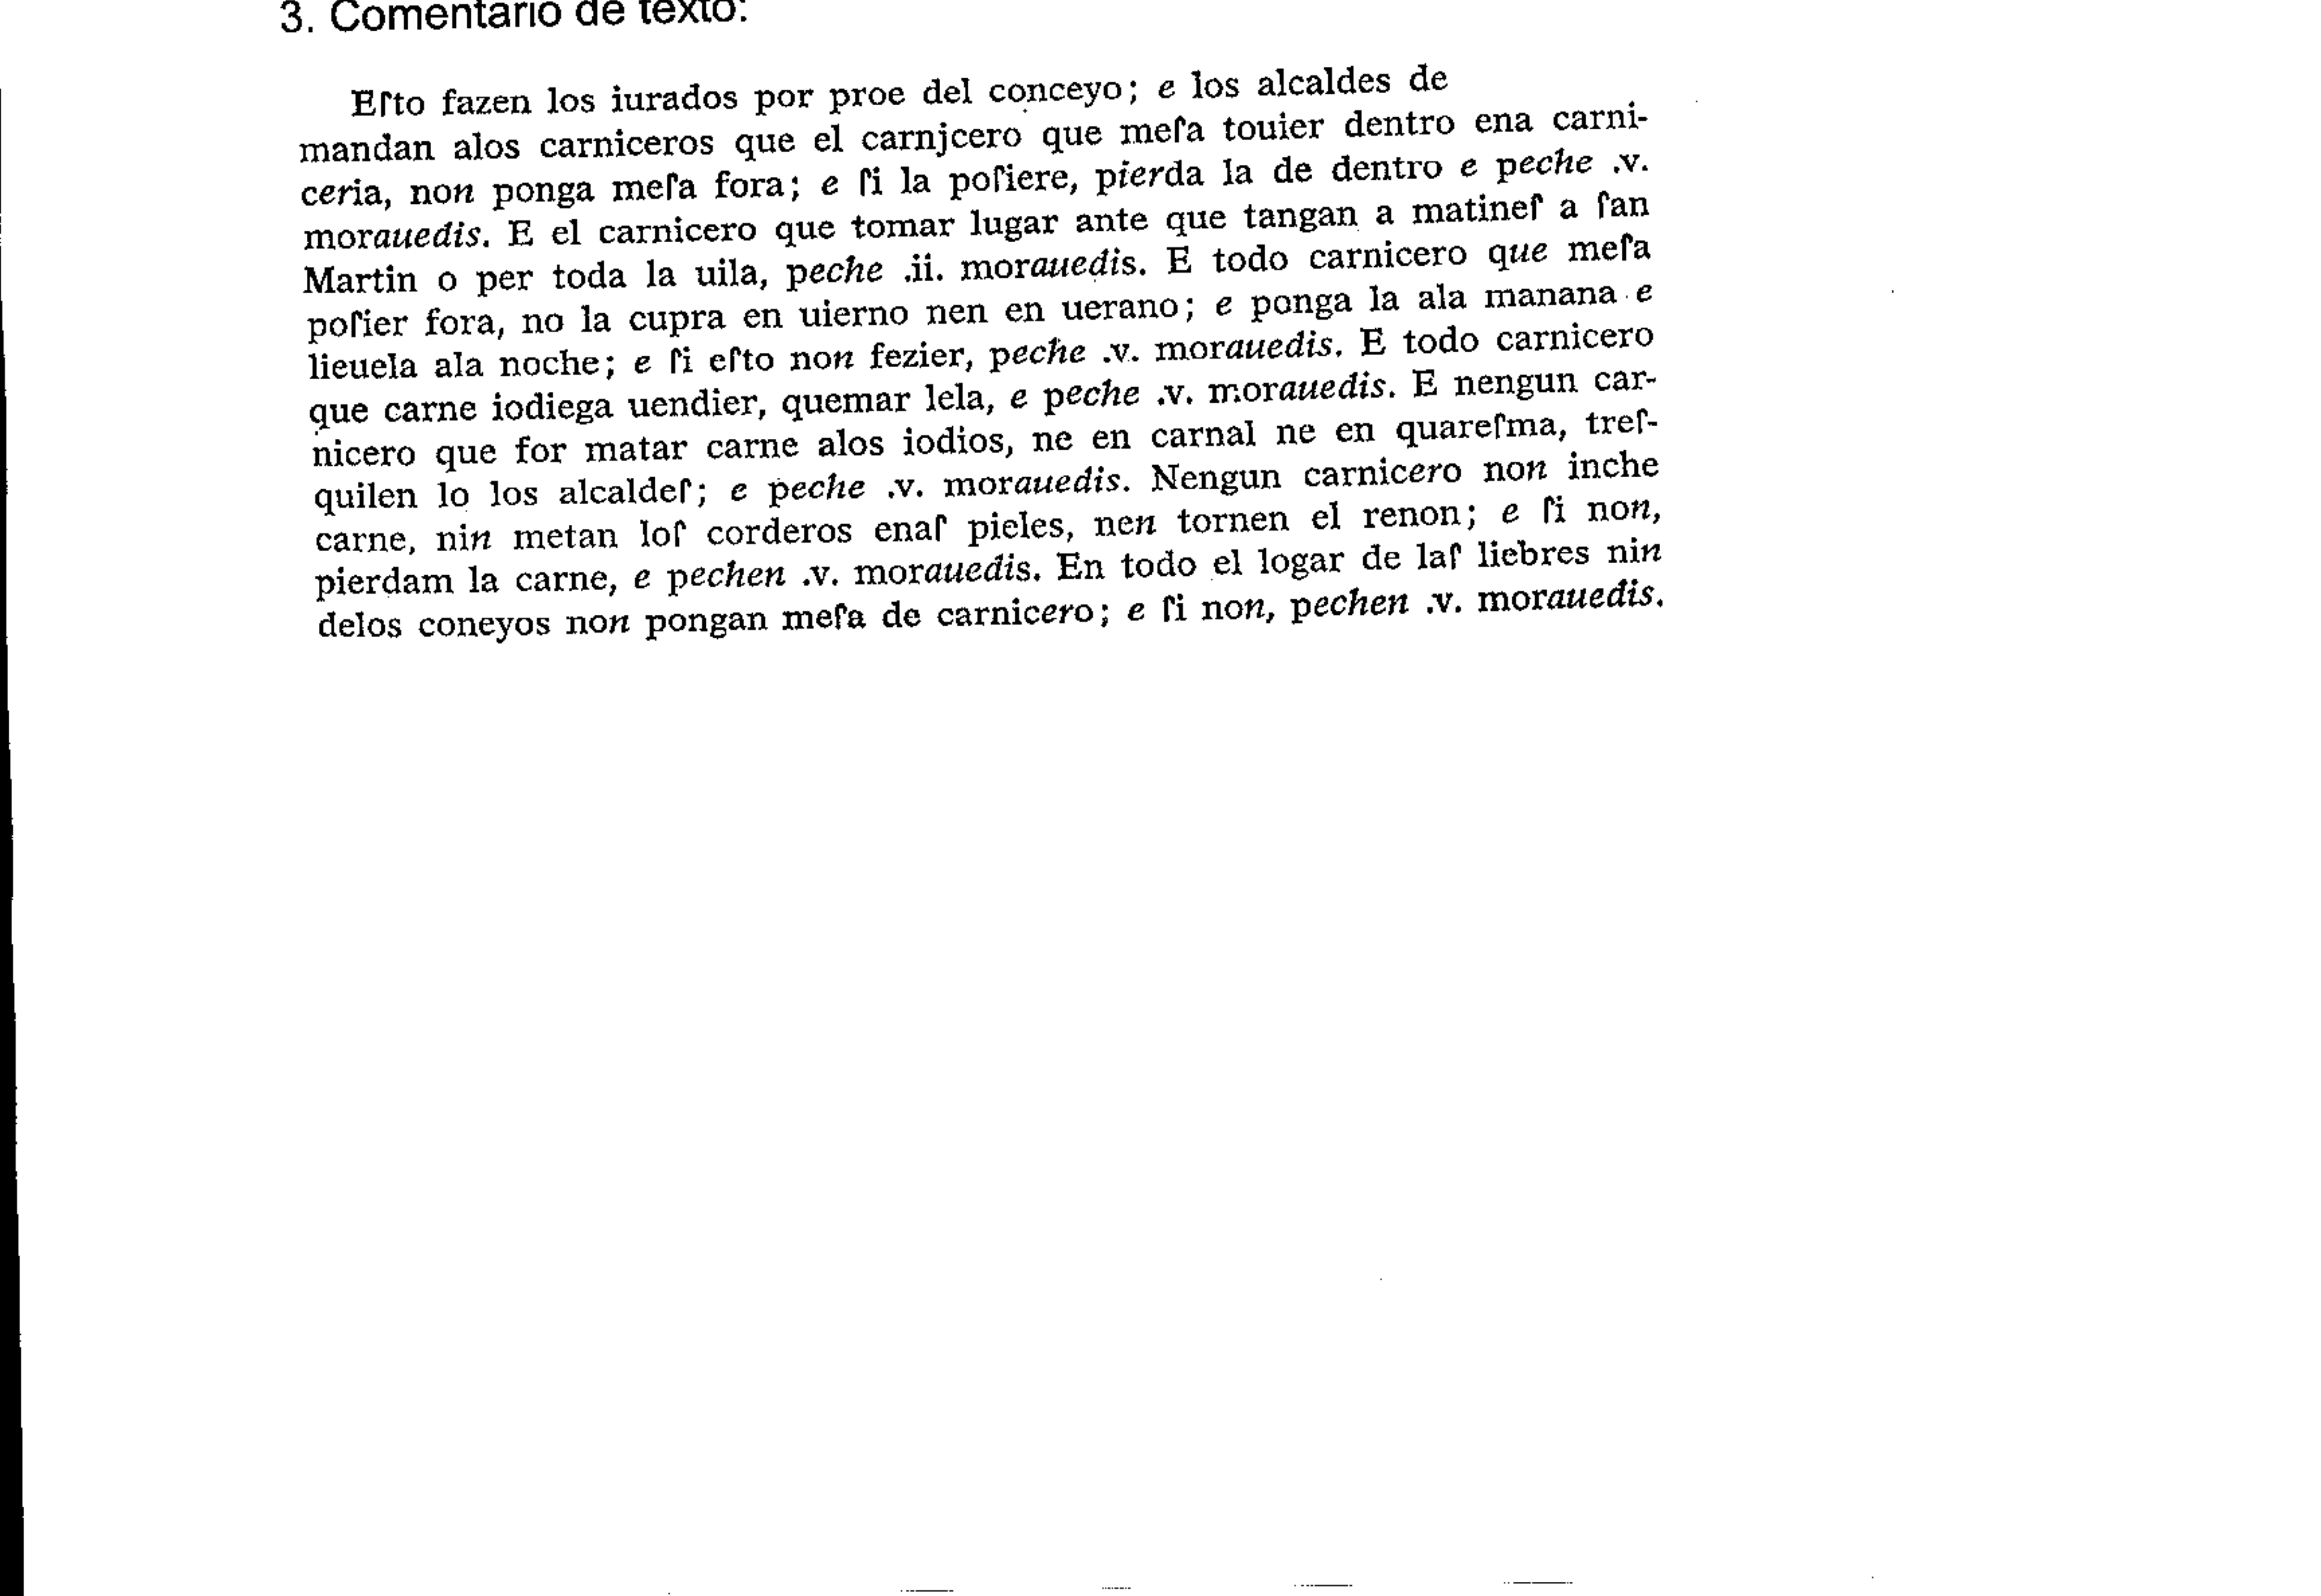 3. Comentario de texto:
Eſto fazen los iurados por proe del conceyo; e los alcaldes de
mandan alos carniceros que el carnjcero que meſa touier dentro ena carni-
ceria, non ponga meſa fora; e ſi la poſiere, pierda la de dentro e peche .v.
morauedis. E el carnicero que tomar lugar ante que tangan a matineſ a ſan
Martin o per toda la uila, peche .ii. morauedis. E todo carnicero que meſa
poſier fora, no la cupra en uierno nen en uerano; e ponga la ala manana e
lieuela ala noche; e ſi eſto non fezier, peche .v. morauedis. E todo carnicero
que carne iodiega uendier, quemar lela, e peche .v. morauedis. E nengun car-
nicero que for matar carne alos iodios, ne en carnal ne en quareſma, treſ-
quilen lo los alcaldeſ; e peche .v. morauedis. Nengun carnicero non inche
carne, nin metan loſ corderos enaſ pieles, nen tornen el renon; e ſi non,
pierdam la carne, e pechen .v. morauedis. En todo el logar de laſ liebres nin
delos coneyos non pongan meſa de carnicero; e ſi non, pechen .v. morauedis.